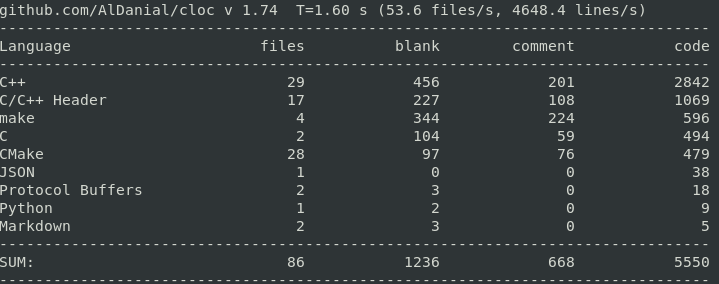 github.com/AlDanial/cloc v 1.74  T=1.60 s (53.6 files/s, 4648.4 lines/s)
-------------------------------------------------------------------------------
Language                     files          blank        comment           code
-------------------------------------------------------------------------------
C++                             29            456            201           2842
C/C++ Header                    17            227            108           1069
make                             4            344            224            596
C                                2            104             59            494
CMake                           28             97             76            479
JSON                             1              0              0             38
Protocol Buffers                 2              3              0             18
Python                           1              2              0              9
Markdown                         2              3              0              5
-------------------------------------------------------------------------------
SUM:                            86           1236            668           5550
-------------------------------------------------------------------------------